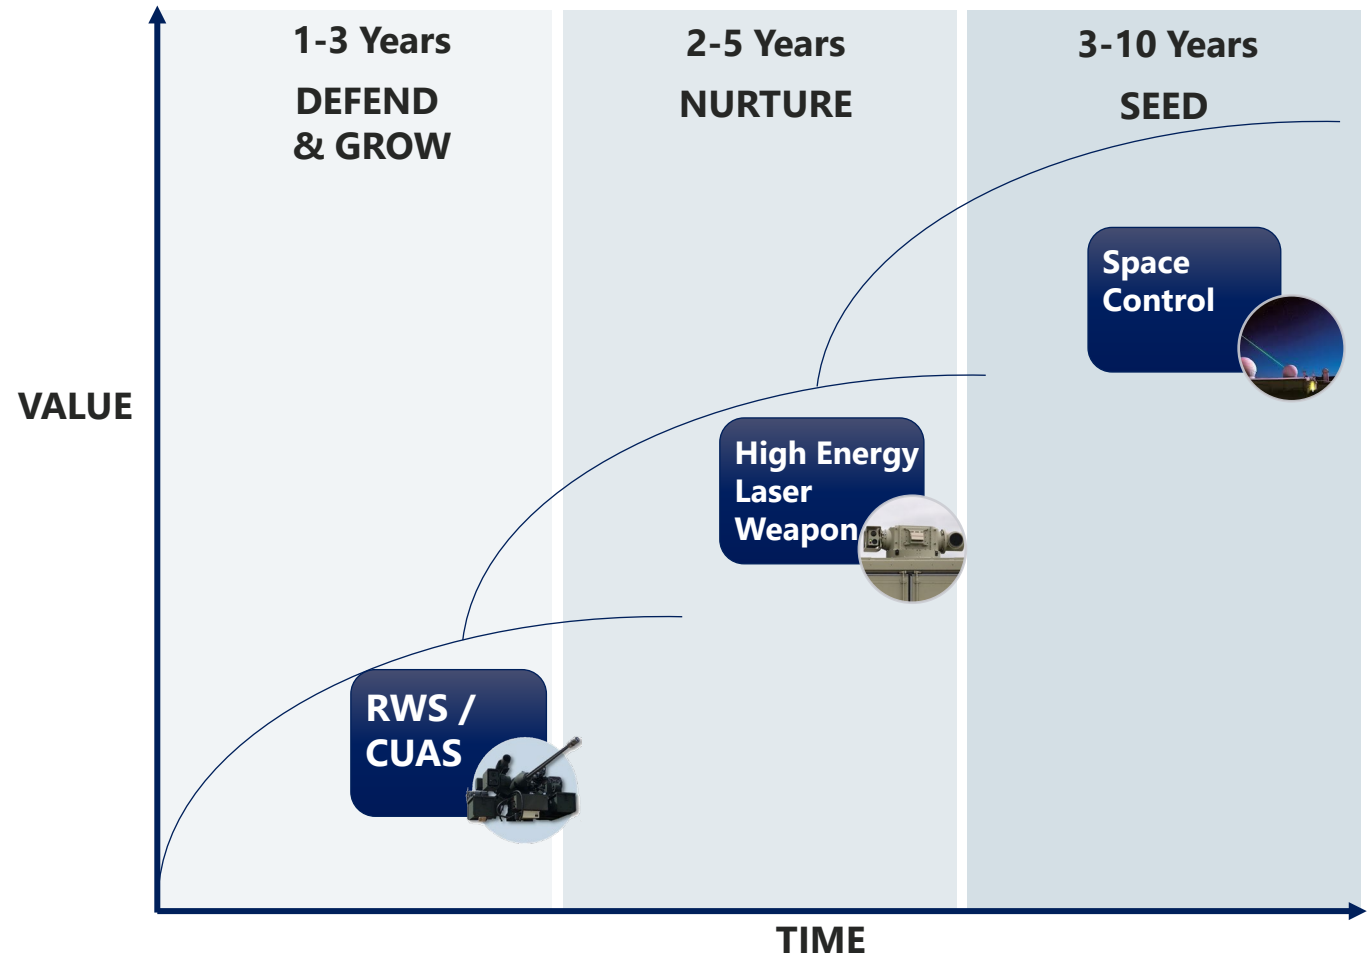 1-3 Years
DEFEND
& GROW
2-5 Years
NURTURE
3-10 Years
SEED
Space
Control
VALUE
High Energy
Laser
Weapon
RWS /
CUAS
TIME